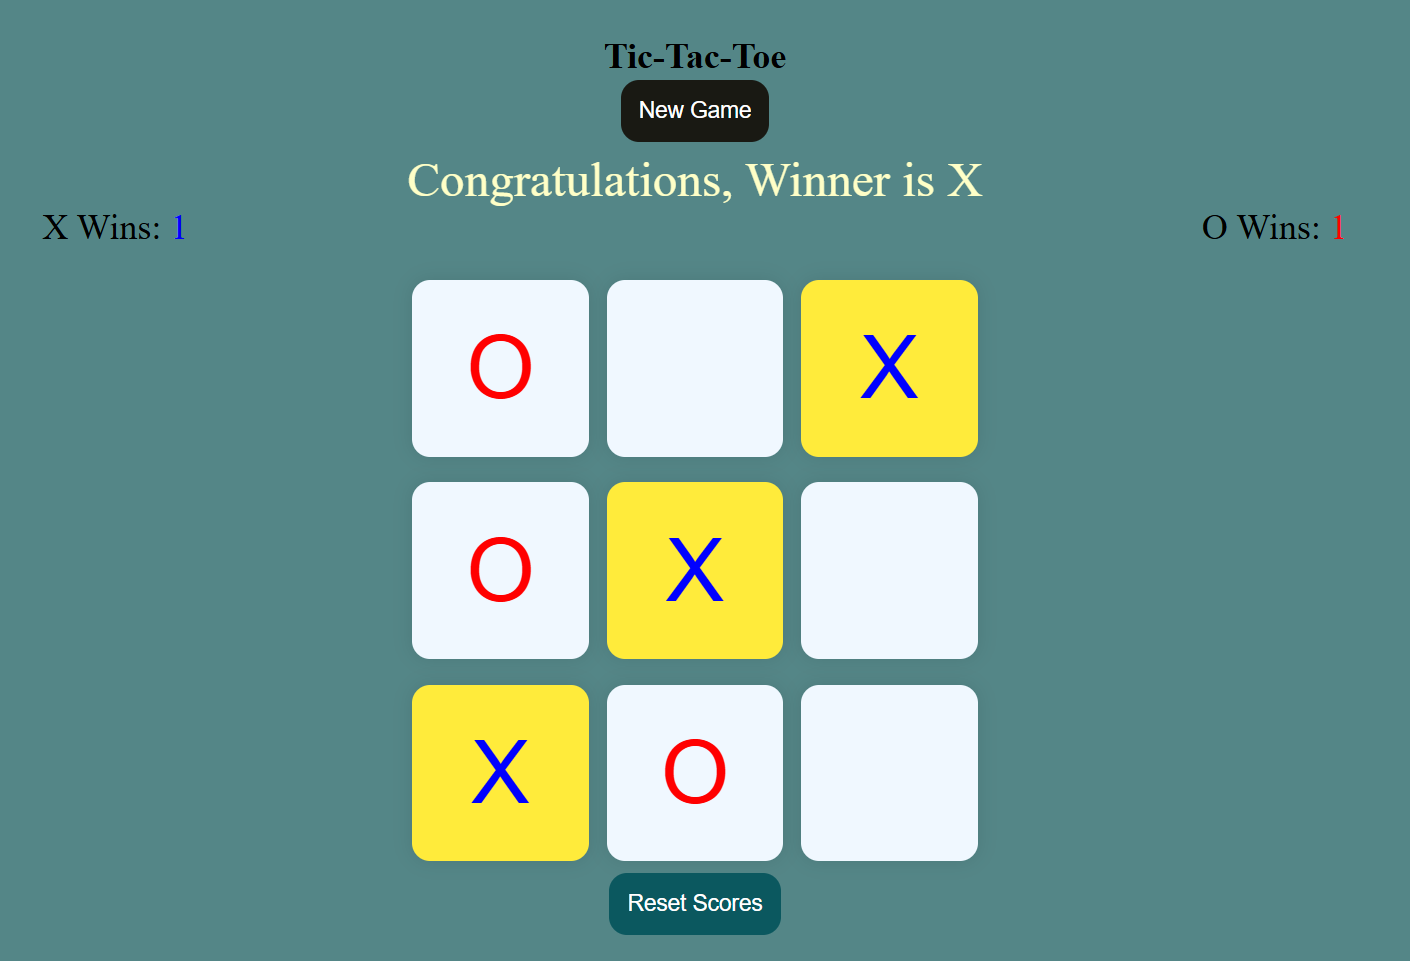 Tic-Tac-Toe
New Game
Congratulations, Winner is X
X Wins: 1
O Wins: 1
O X
O X
X O
Reset Scores